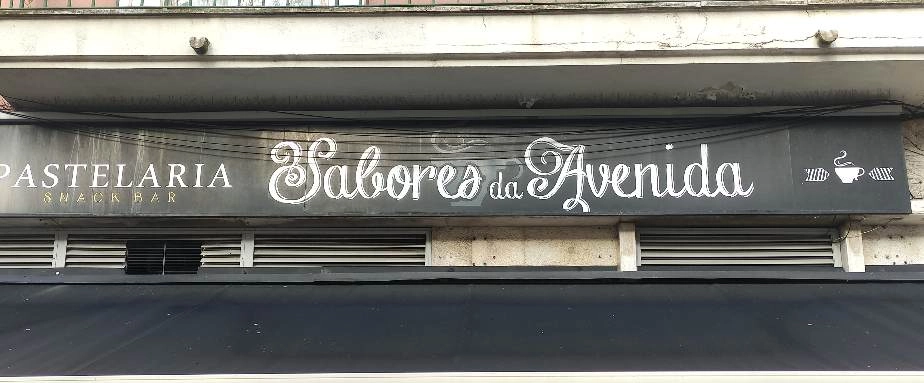 PASTELARIA
SNACK BAR
Sabores da Avenida